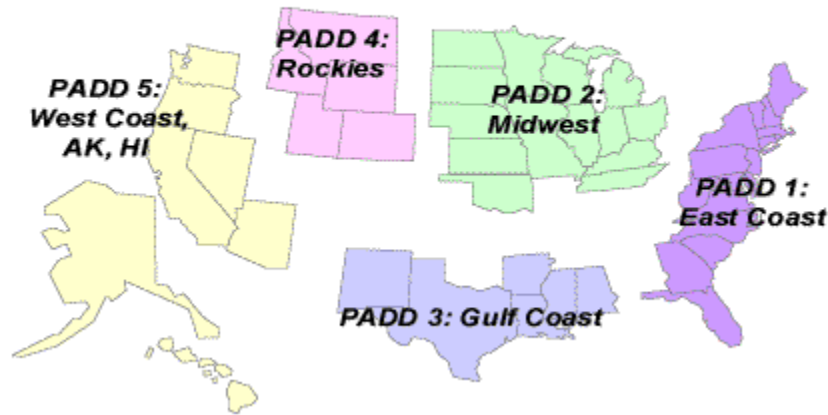 PADD 5:
West Coast,
AK, HI
PADD 4:
Rockies
PADD 2:
Midwest
PADD 1:
East Coast
PADD 3: Gulf Coast